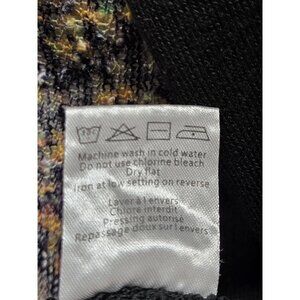 Machine wash in cold water
Do not use chlorine bleach
Dry flat
Iron at low setting on reverse
Laver à l envers
Chlore interdit
Pressing autorisé
Repassage doux sur l envers